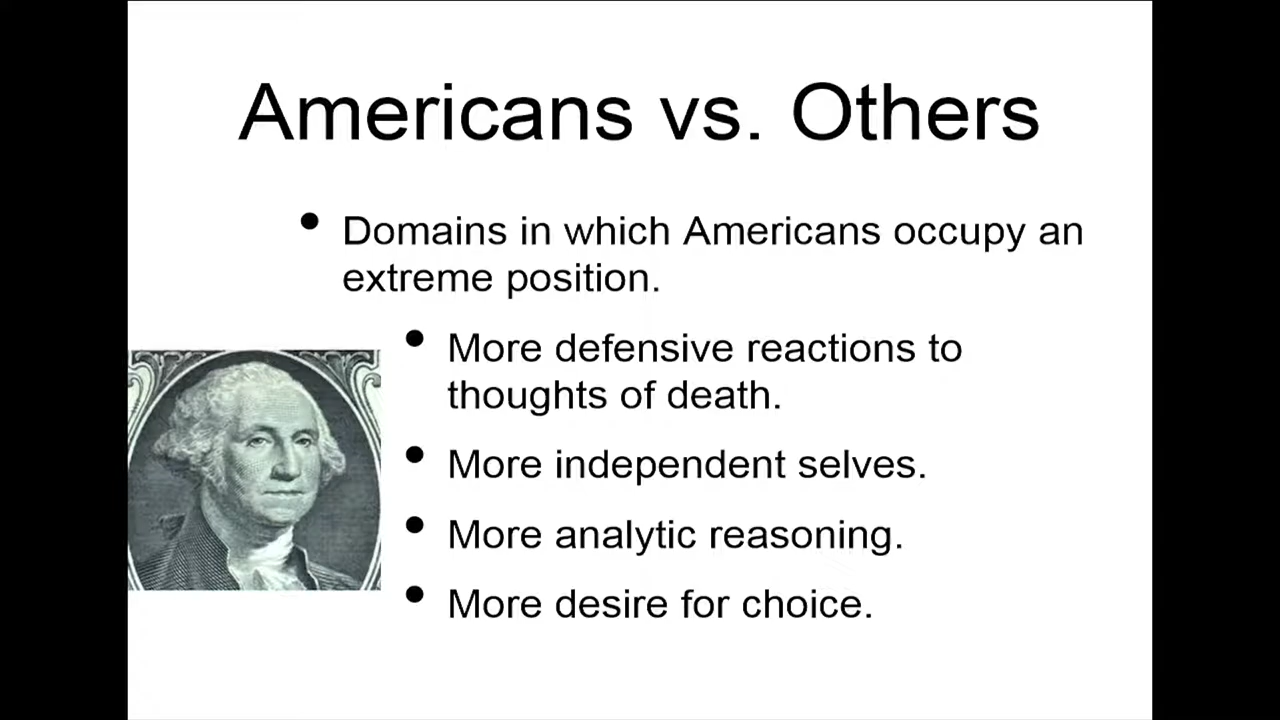 Americans vs. Others
• Domains in which Americans occupy an
extreme position.
• More defensive reactions to
thoughts of death.
• More independent selves.
• More analytic reasoning.
• More desire for choice.